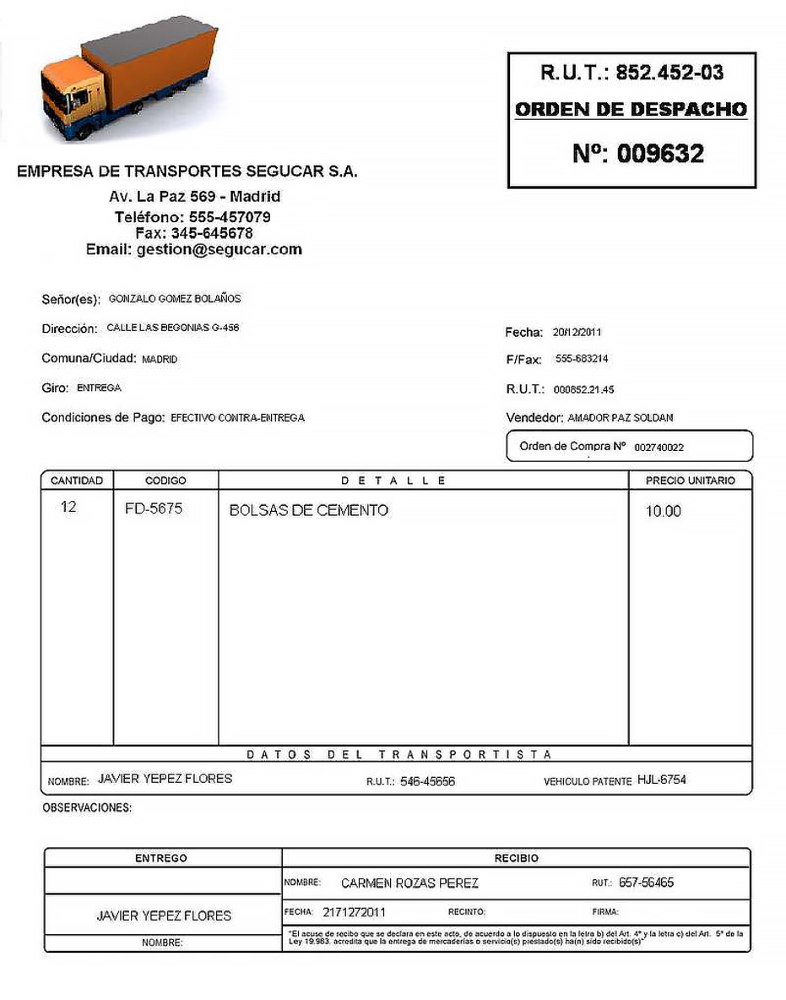 R.U.T.: 852.452-03
ORDEN DE DESPACHO
Nº: 009632
EMPRESA DE TRANSPORTES SEGUCAR S.A.
Av. La Paz 569 - Madrid
Teléfono: 555-457079
Fax: 345-645678
Email: gestion@segucar.com
Señor(es): GONZALO GOMEZ BOLAÑOS
Dirección: CALLE LAS BEGONIAS G-456
Fecha: 20/12/2011
Comuna/Ciudad: MADRID
F/Fax: 555-683214
Giro: ENTREGA
R.U.T.: 000852.21.45
Condiciones de Pago: EFECTIVO CONTRA-ENTREGA
Vendedor: AMADOR PAZ SOLDAN
Orden de Compra Nº 002740022
CANTIDAD CODIGO DETALLE PRECIO UNITARIO
12 FD-5675 BOLSAS DE CEMENTO 10.00
DATOS DEL TRANSPORTISTA
NOMBRE: JAVIER YEPEZ FLORES R.U.T.: 546-45656 VEHICULO PATENTE HJL-6754
OBSERVACIONES:
ENTREGO RECIBIO
NOMBRE: CARMEN ROZAS PEREZ RUT.: 657-56465
JAVIER YEPEZ FLORES
FECHA: 2171272011 RECINTO: FIRMA:
NOMBRE:
"El acuse de recibo que se declara en este acto, de acuerdo a lo dispuesto en la letra b) del Art. 4° y la letra c) del Art. 5° de la
Ley 19.983, acredita que la entrega de mercaderías o servicio(c) prestado(s) ha(n) sido recibido(s)"